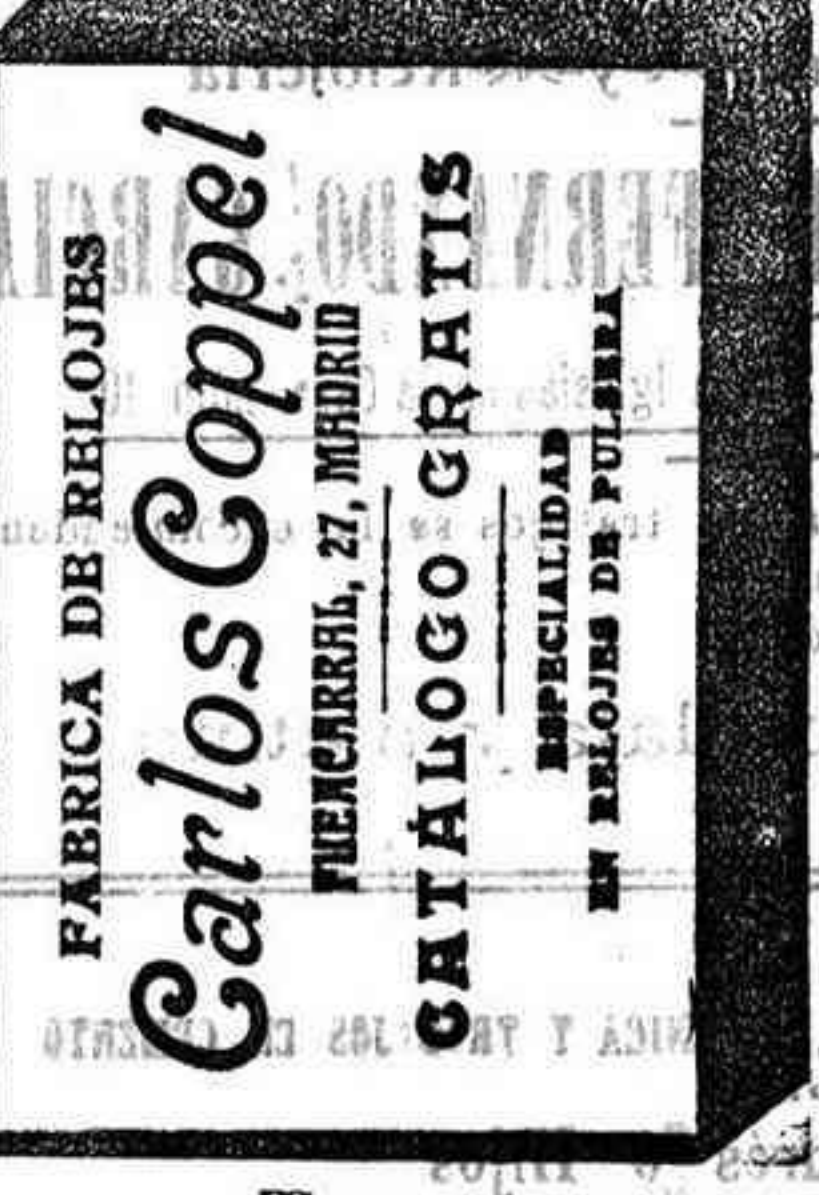 FABRICA DE RELOJES
Carlos Coppel
FUENCARRAL, 27, MADRID
CATÁLOGO GRATIS
ESPECIALIDAD
EN RELOJES DE PULSERA